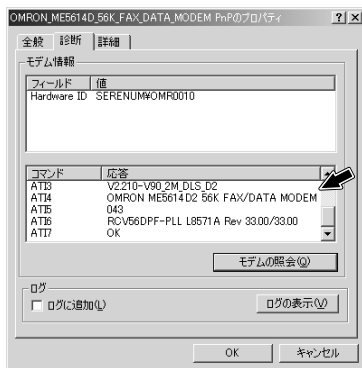 OMRON_ME5614D_56K_FAX_DATA_MODEM PnPのプロパティ
全般 診断 詳細
モデム情報
フィールド 値
Hardware ID SERENUM¥OMR0010
コマンド 応答
ATI3 V2.210-V90_2M_DLS_D2
ATI4 OMRON ME5614D2 56K FAX/DATA MODEM
ATI5 043
ATI6 RCV56DPF-PLL L8571A Rev 33.00/33.00
ATI7 OK
モデムの照会(Q)
ログ
ログに追加(L)
ログの表示(V)
OK キャンセル